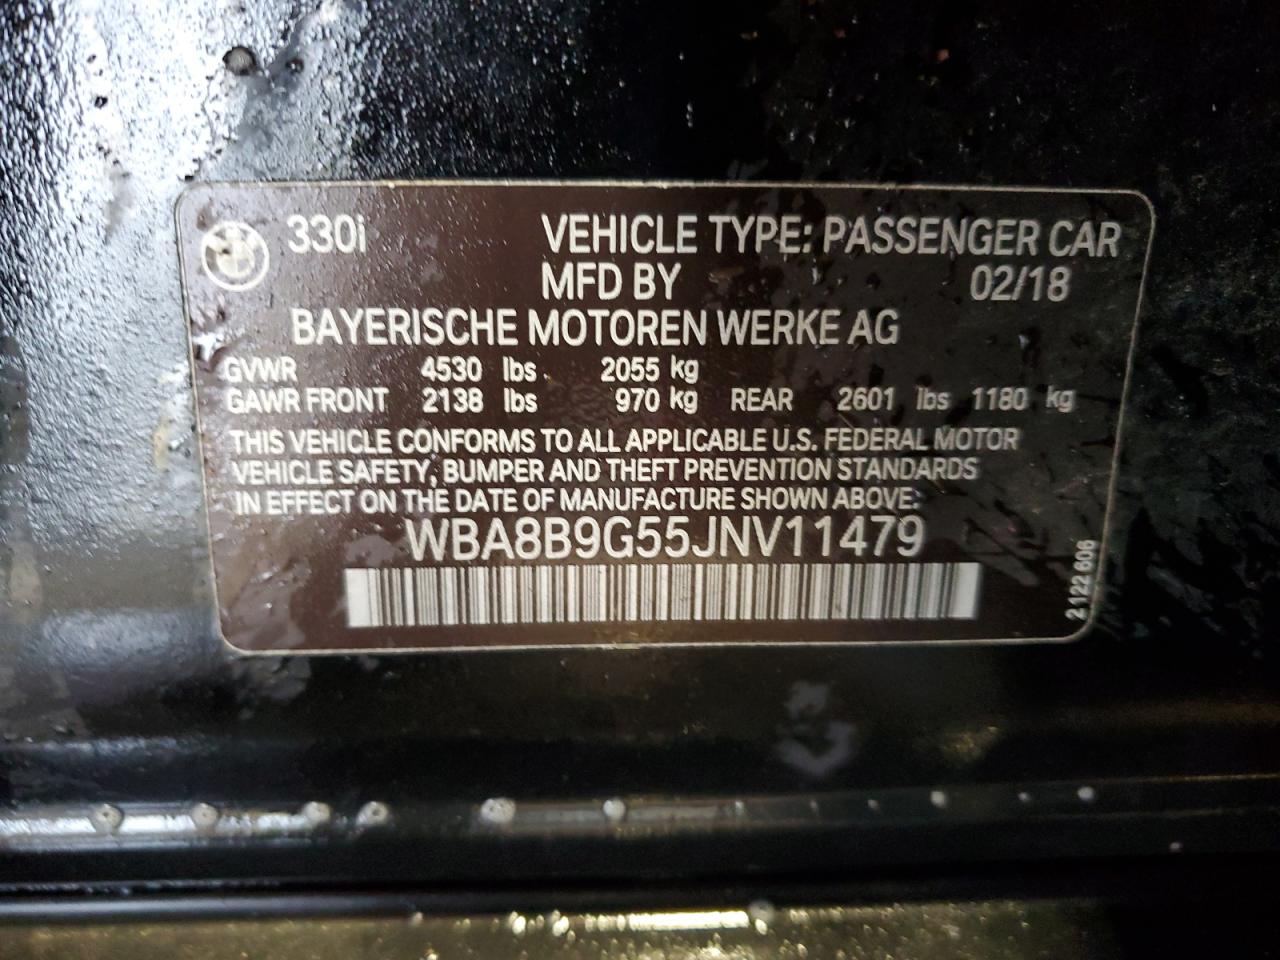 330i VEHICLE TYPE: PASSENGER CAR
MFD BY 02/18
BAYERISCHE MOTOREN WERKE AG
GVWR 4530 lbs 2055 kg
GAWR FRONT 2138 lbs 970 kg REAR 2601 lbs 1180 kg
THIS VEHICLE CONFORMS TO ALL APPLICABLE U.S. FEDERAL MOTOR
VEHICLE SAFETY, BUMPER AND THEFT PREVENTION STANDARDS
IN EFFECT ON THE DATE OF MANUFACTURE SHOWN ABOVE:
WBA8B9G55JNV11479
2 122 606